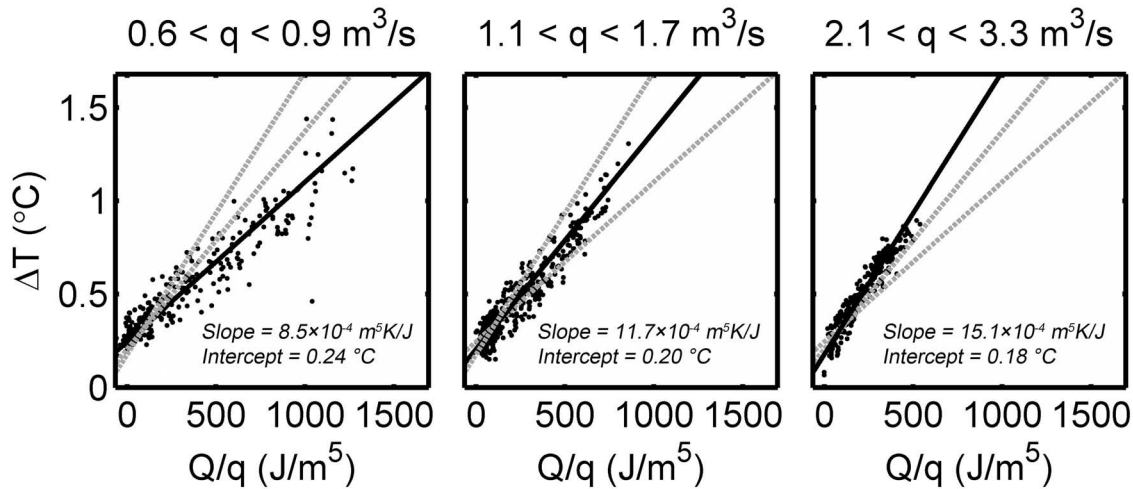 0.6 < q < 0.9 m³/s
1.1 < q < 1.7 m³/s
2.1 < q < 3.3 m³/s
ΔT (°C)
1.5
1
0.5
0
Slope = 8.5×10⁻⁴ m⁵K/J
Intercept = 0.24 °C
Slope = 11.7×10⁻⁴ m⁵K/J
Intercept = 0.20 °C
Slope = 15.1×10⁻⁴ m⁵K/J
Intercept = 0.18 °C
0 500 1000 1500
0 500 1000 1500
0 500 1000 1500
Q/q (J/m⁵)
Q/q (J/m⁵)
Q/q (J/m⁵)